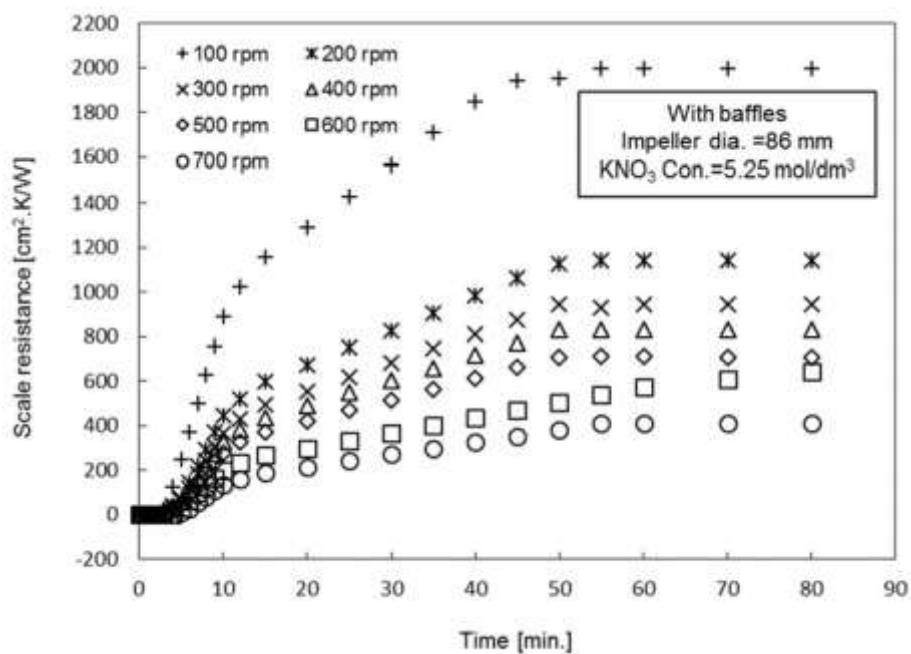 2200
2000
1800
1600
1400
1200
1000
800
600
400
200
0
-200
Scale resistance [cm².K/W]
100 rpm 200 rpm
300 rpm 400 rpm
500 rpm 600 rpm
700 rpm
With baffles
Impeller dia. =86 mm
KNO₃ Con.=5.25 mol/dm³
0 10 20 30 40 50 60 70 80 90
Time [min.]